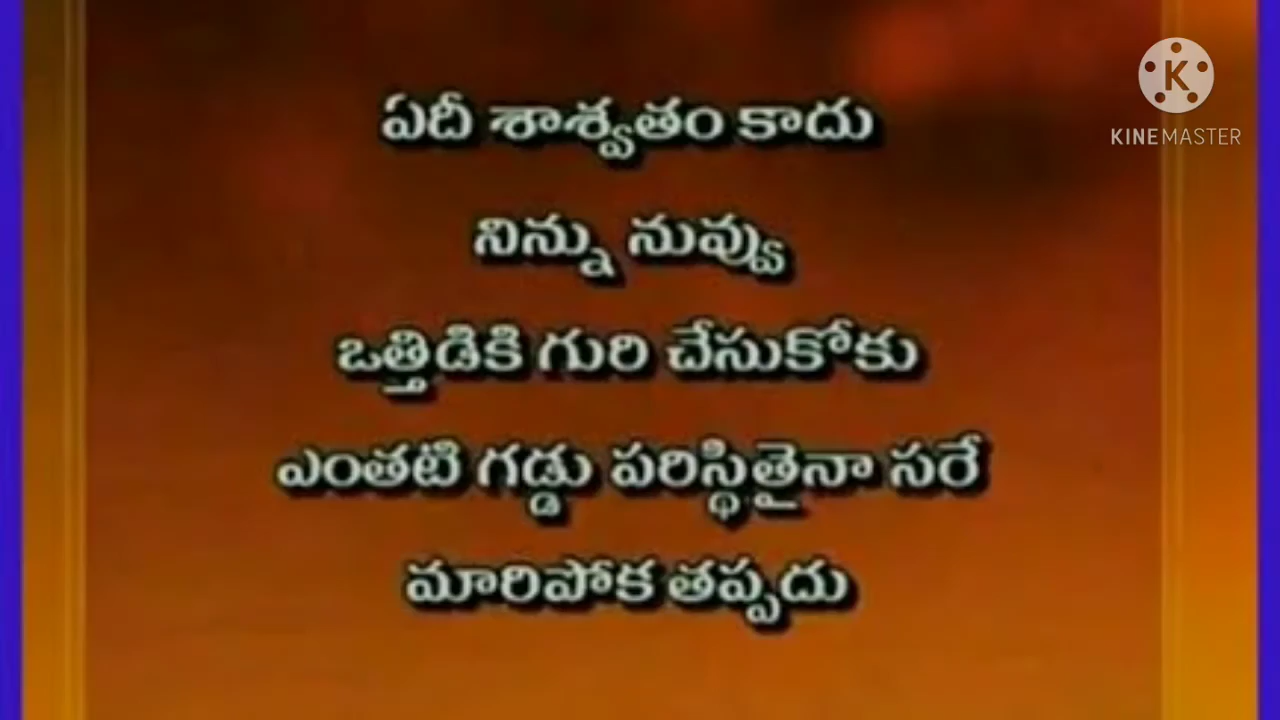 ఏదీ శాశ్వతం కాదు
నిన్ను నువ్వు
ఒత్తిడికి గురి చేసుకోకు
ఎంతటి గడ్డు పరిస్థితైనా సరే
మారిపోక తప్పదు
K
KINEMASTER